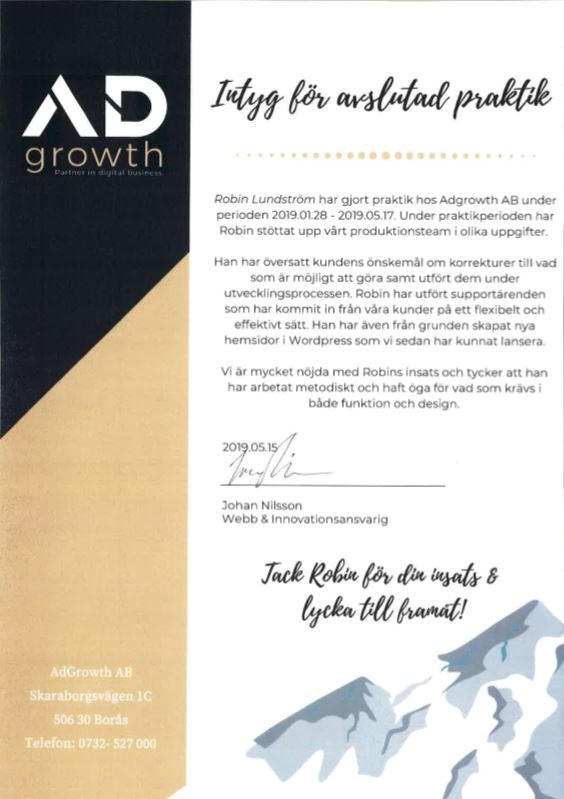 AD
growth
Partner in digital business
Intyg för avslutad praktik
Robin Lundström har gjort praktik hos Adgrowth AB under
perioden 2019.01.28 - 2019.05.17. Under praktikperioden har
Robin stöttat upp vårt produktionsteam i olika uppgifter.
Han har översatt kundens önskemål om korrekturer till vad
som är möjligt att göra samt utfört dem under
utvecklingsprocessen. Robin har utfört supportärenden
som har kommit in från våra kunder på ett flexibelt och
effektivt sätt. Han har även från grunden skapat nya
hemsidor i Wordpress som vi sedan har kunnat lansera.
Vi är mycket nöjda med Robins insats och tycker att han
har arbetat metodiskt och haft öga för vad som krävs i
både funktion och design.
2019.05.15
Johan Nilsson
Webb & Innovationsansvarig
Tack Robin för din insats &
lycka till framåt!
AdGrowth AB
Skaraborgsvägen 1C
506 30 Borås
Telefon: 0732- 527 000